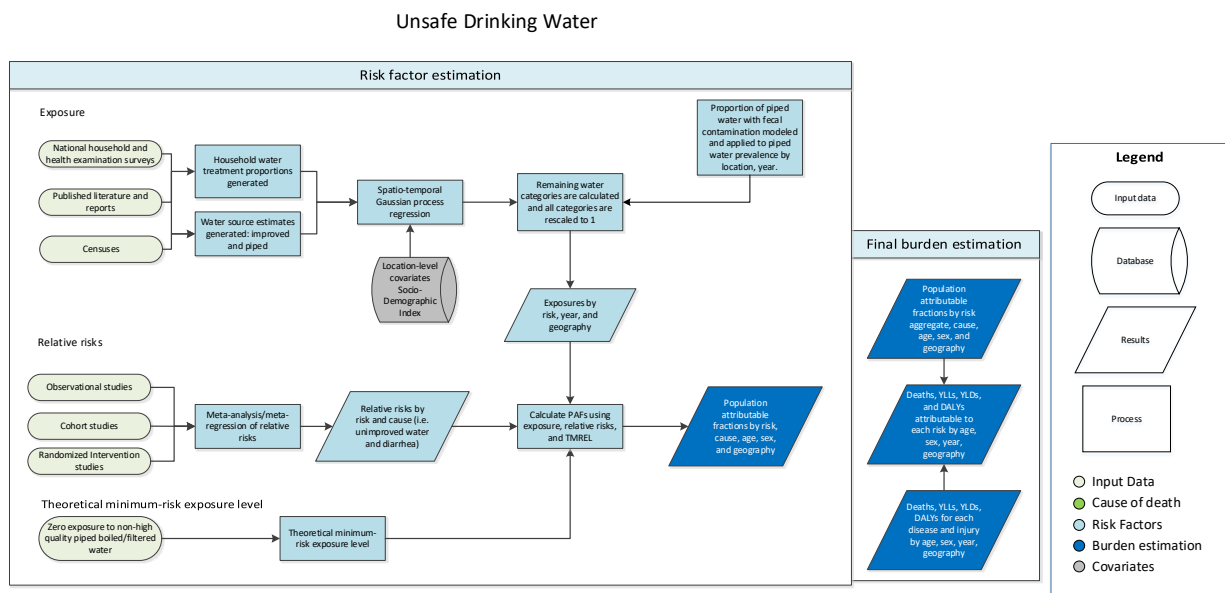 Unsafe Drinking Water
Risk factor estimation
Exposure
National household and
health examination surveys
Published literature and
reports
Censuses
Household water
treatment proportions
generated
Water source estimates
generated: improved and
piped
Spatio-temporal
Gaussian process
regression
Location-level
covariates
Socio-
Demographic
Index
Remaining water
categories are calculated
and all categories are
rescaled to 1
Proportion of piped
water with fecal
contamination modeled
and applied to piped
water prevalence by
location, year.
Exposures by
risk, year, and
geography
Relative risks
Observational studies
Cohort studies
Randomized Intervention
studies
Meta-analysis/meta-
regression of relative
risks
Relative risks by
risk and cause (i.e.
unimproved water
and diarrhea)
Calculate PAFs using
exposure, relative risks,
and TMREL
Population
attributable
fractions by risk,
cause, age, sex,
and geography
Theoretical minimum-risk exposure level
Zero exposure to non-high
quality piped boiled/filtered
water
Theoretical minimum-
risk exposure level
Final burden estimation
Population
attributable
fractions by risk
aggregate, cause,
age, sex, and
geography
Deaths, YLLs, YLDs,
and DALYs
attributable to
each risk by age,
sex, year,
geography
Deaths, YLLs, YLDs,
DALYs for each
disease and injury
by age, sex, year,
geography
Legend
Input data
Database
Results
Process
Input Data
Cause of death
Risk Factors
Burden estimation
Covariates